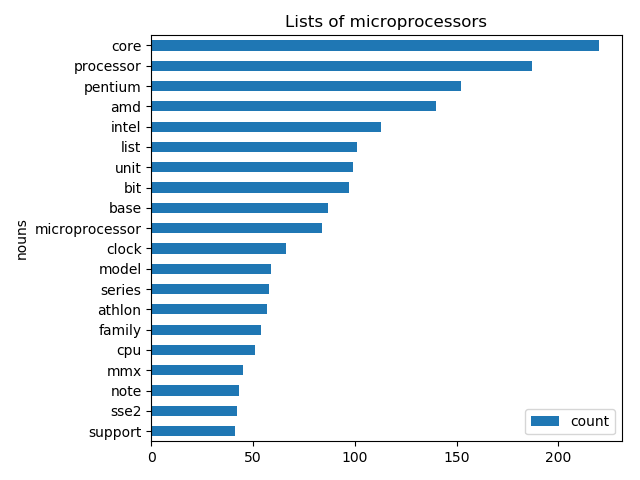 Lists of microprocessors
nouns
core
processor
pentium
amd
intel
list
unit
bit
base
microprocessor
clock
model
series
athlon
family
cpu
mmx
note
sse2
support
count
0 50 100 150 200